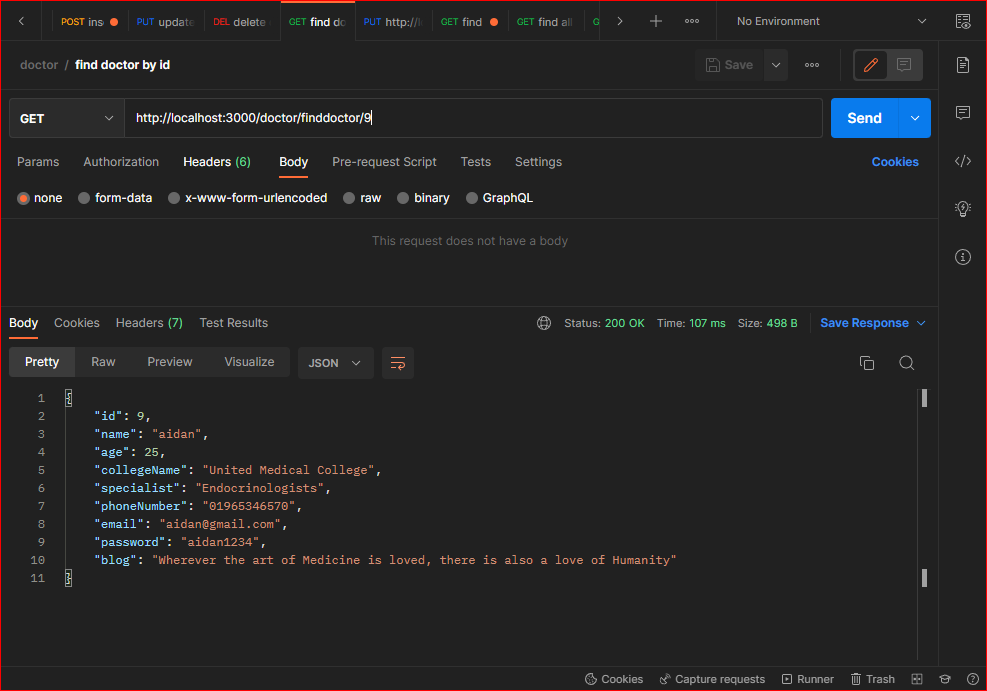 POST ins PUT update DEL delete GET find do PUT http://l GET find GET find all G No Environment
doctor / find doctor by id Save
GET http://localhost:3000/doctor/finddoctor/9 Send
Params Authorization Headers (6) Body Pre-request Script Tests Settings Cookies
none form-data x-www-form-urlencoded raw binary GraphQL
This request does not have a body
Body Cookies Headers (7) Test Results Status: 200 OK Time: 107 ms Size: 498 B Save Response
Pretty Raw Preview Visualize JSON
1 {
2 "id": 9,
3 "name": "aidan",
4 "age": 25,
5 "collegeName": "United Medical College",
6 "specialist": "Endocrinologists",
7 "phoneNumber": "01965346570",
8 "email": "aidan@gmail.com",
9 "password": "aidan1234",
10 "blog": "Wherever the art of Medicine is loved, there is also a love of Humanity"
11 }
Cookies Capture requests Runner Trash